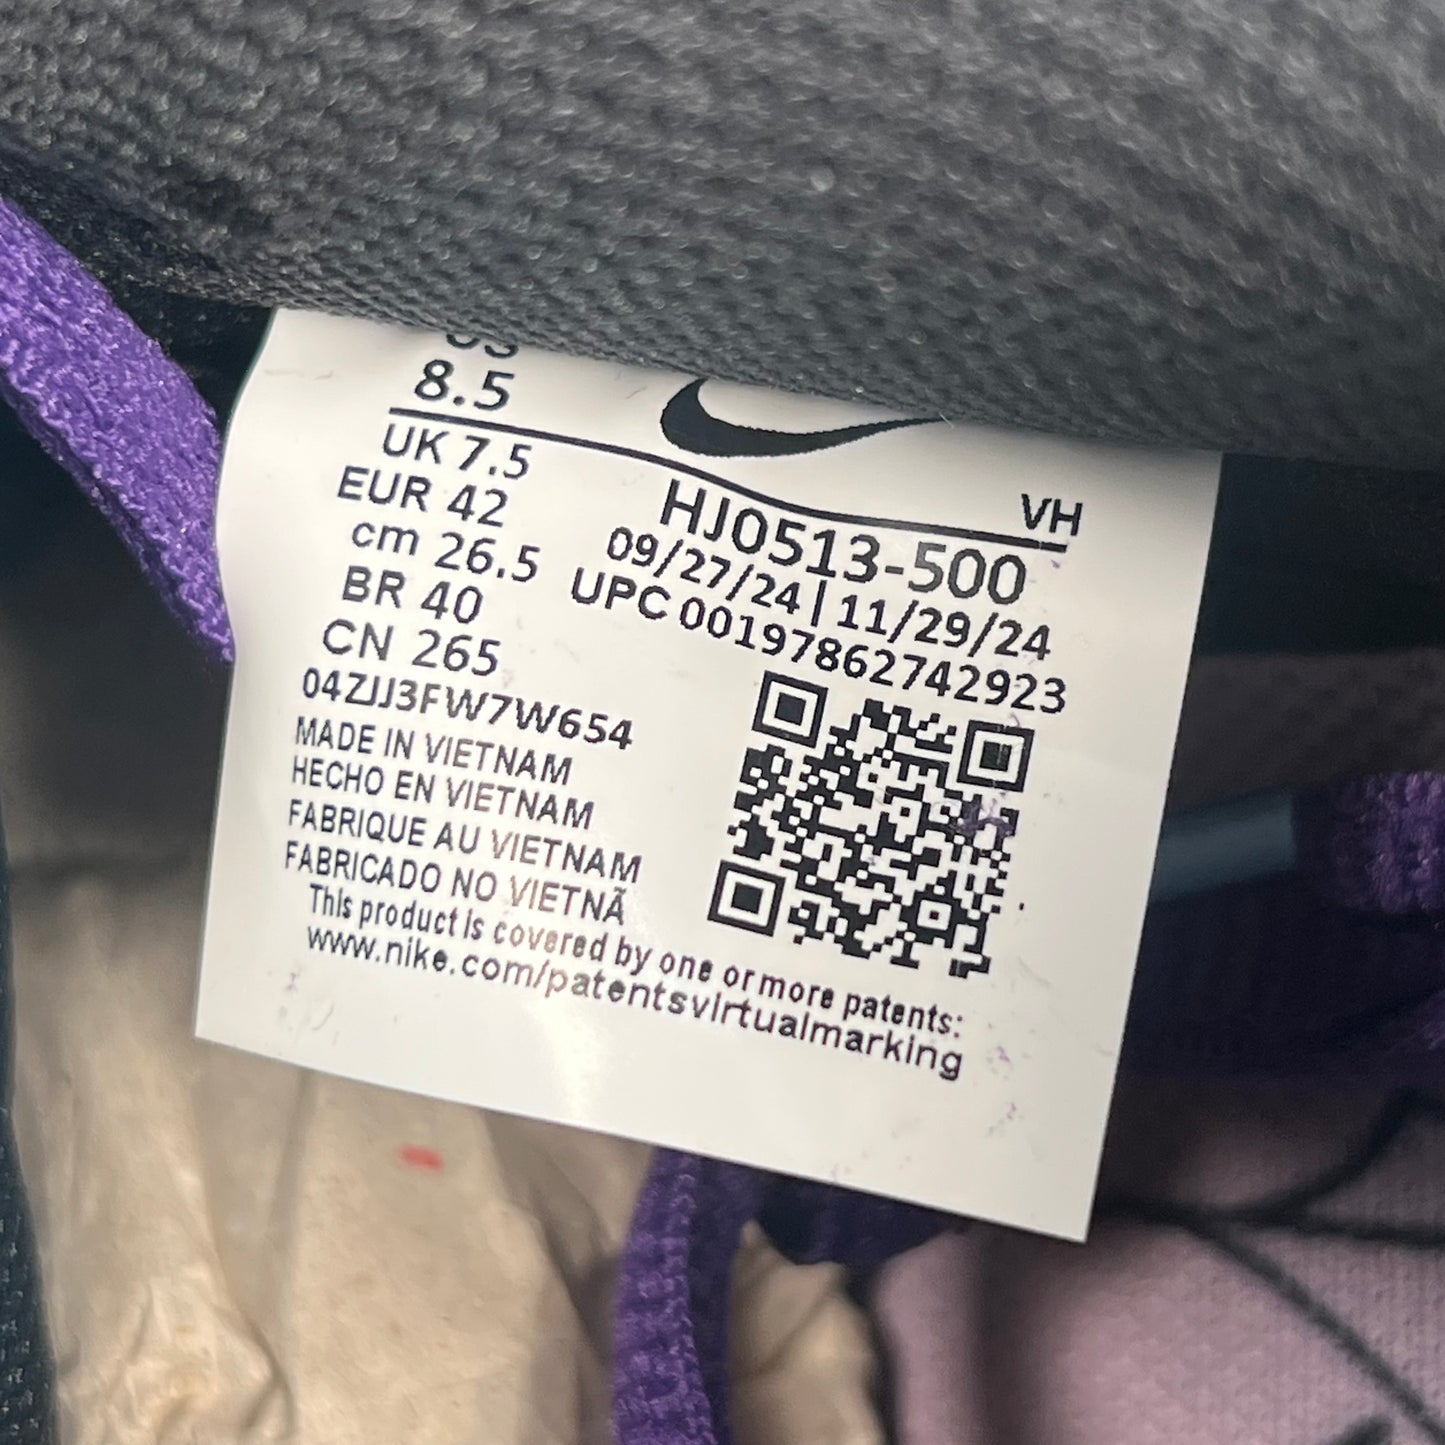 US
8.5
UK 7.5
EUR 42
cm 26.5
BR 40
CN 265
04ZJJ3FW7W654
MADE IN VIETNAM
HECHO EN VIETNAM
FABRIQUE AU VIETNAM
FABRICADO NO VIETNÃ
This product is covered by one or more patents:
www.nike.com/patentsvirtualmarking
VH
HJ0513-500
09/27/24 | 11/29/24
UPC 00197862742923